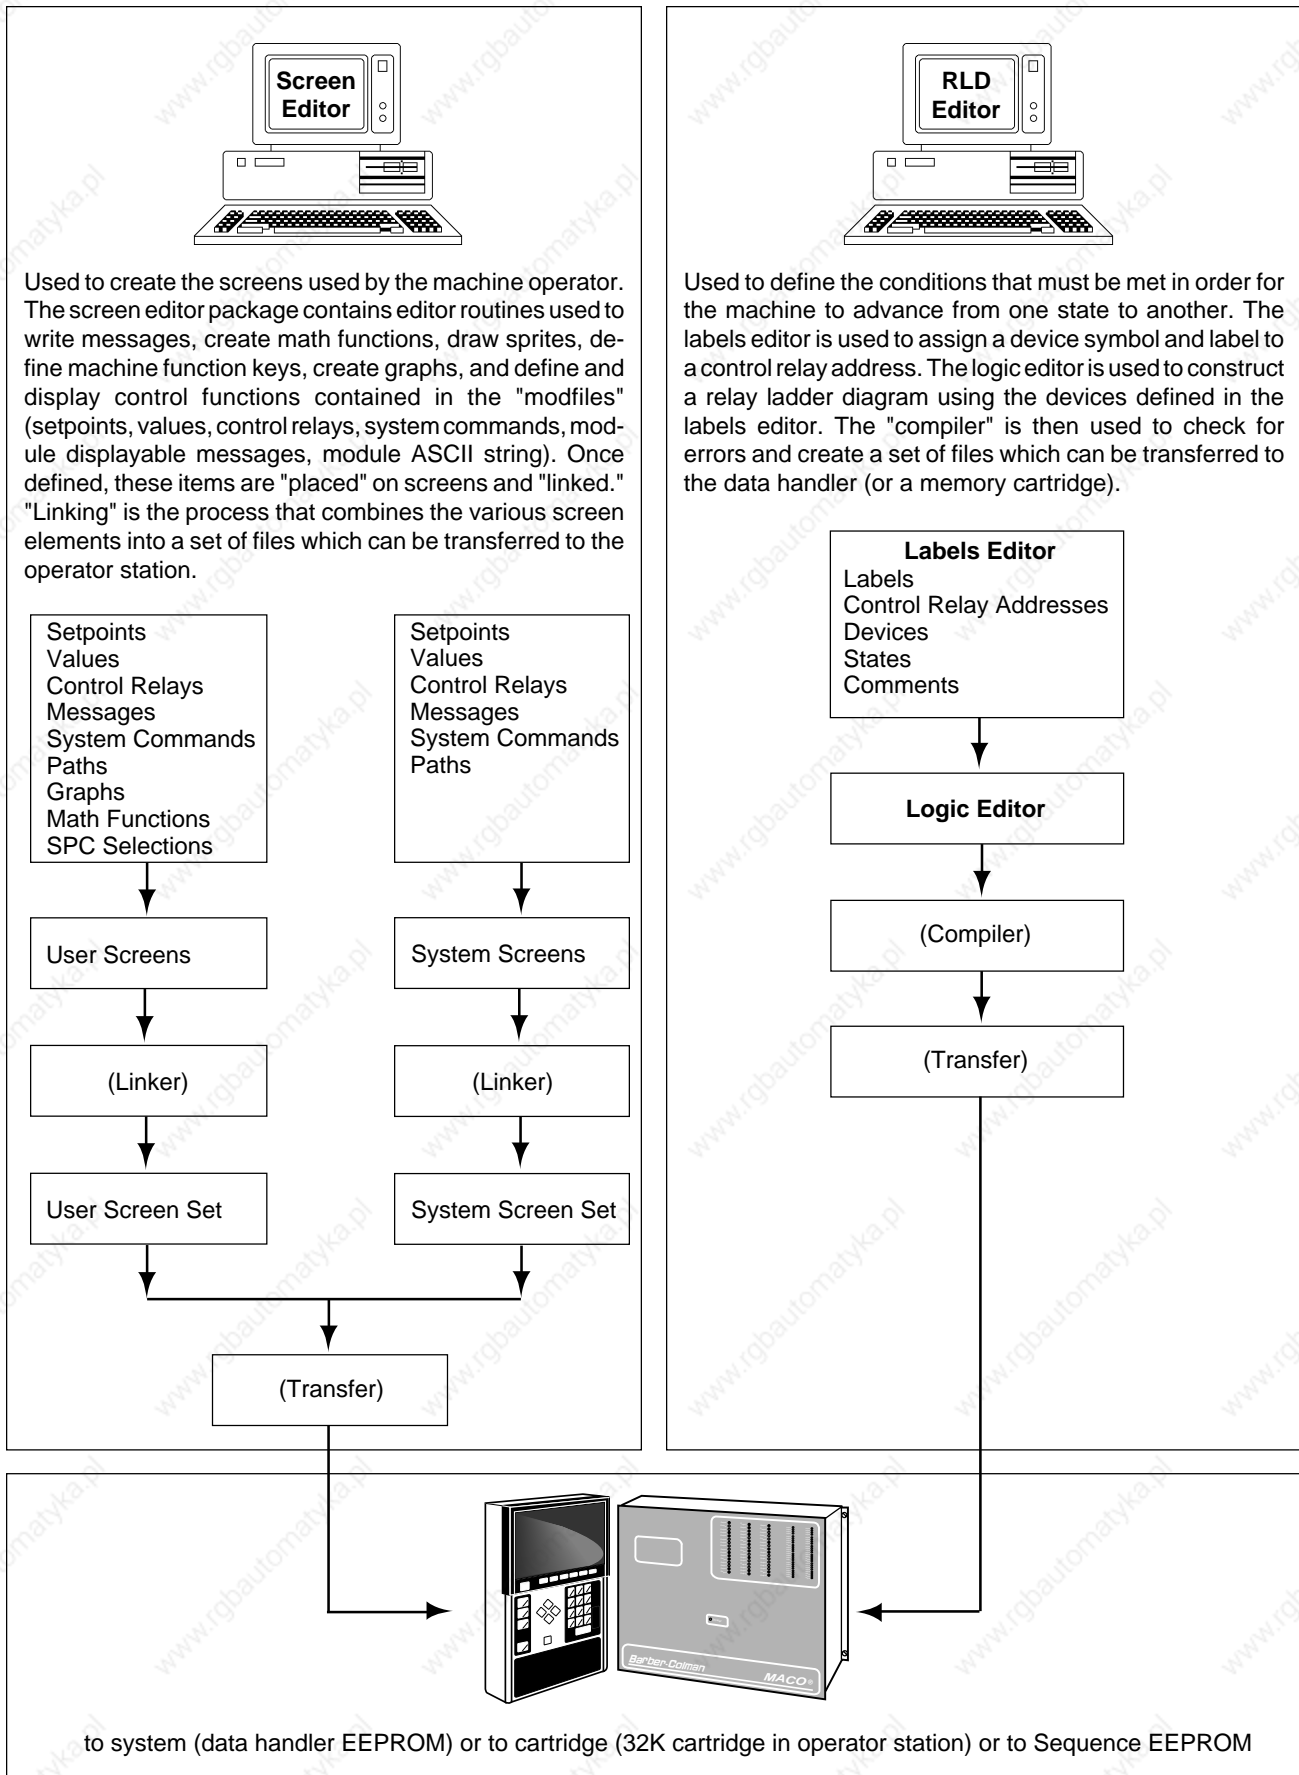 Screen
Editor
Used to create the screens used by the machine operator.
The screen editor package contains editor routines used to
write messages, create math functions, draw sprites, de-
fine machine function keys, create graphs, and define and
display control functions contained in the "modfiles"
(setpoints, values, control relays, system commands, mod-
ule displayable messages, module ASCII string). Once
defined, these items are "placed" on screens and "linked."
"Linking" is the process that combines the various screen
elements into a set of files which can be transferred to the
operator station.
Setpoints
Values
Control Relays
Messages
System Commands
Paths
Graphs
Math Functions
SPC Selections
User Screens
(Linker)
User Screen Set
Setpoints
Values
Control Relays
Messages
System Commands
Paths
System Screens
(Linker)
System Screen Set
(Transfer)
RLD
Editor
Used to define the conditions that must be met in order for
the machine to advance from one state to another. The
labels editor is used to assign a device symbol and label to
a control relay address. The logic editor is used to construct
a relay ladder diagram using the devices defined in the
labels editor. The "compiler" is then used to check for
errors and create a set of files which can be transferred to
the data handler (or a memory cartridge).
Labels Editor
Labels
Control Relay Addresses
Devices
States
Comments
Logic Editor
(Compiler)
(Transfer)
Barber-Colman
MACO®
to system (data handler EEPROM) or to cartridge (32K cartridge in operator station) or to Sequence EEPROM
www.rgbautomatyka.pl